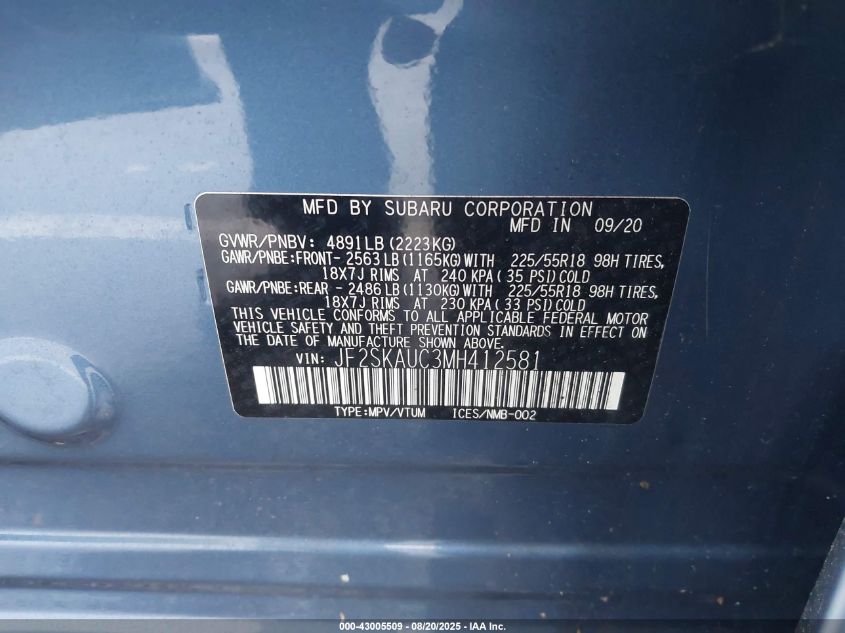 MFD BY SUBARU CORPORATION
MFD IN 09/20
GVWR/PNBV: 4891LB (2223KG)
GAWR/PNBE:FRONT- 2563 LB (1165KG)WITH 225/55R18 98H TIRES,
18X7J RIMS AT 240 KPA (35 PSI)COLD
GAWR/PNBE:REAR - 2486 LB (1130KG)WITH 225/55R18 98H TIRES,
18X7J RIMS AT 230 KPA (33 PSI)COLD
THIS VEHICLE CONFORMS TO ALL APPLICABLE FEDERAL MOTOR
VEHICLE SAFETY AND THEFT PREVENTION STANDARDS IN EFFECT ON
THE DATE OF MANUFACTURE SHOWN ABOVE.
VIN: JF2SKAUC3MH412581
TYPE:MPV/VTUM ICES/NMB-002
000-43005509 - 08/20/2025 - IAA Inc.